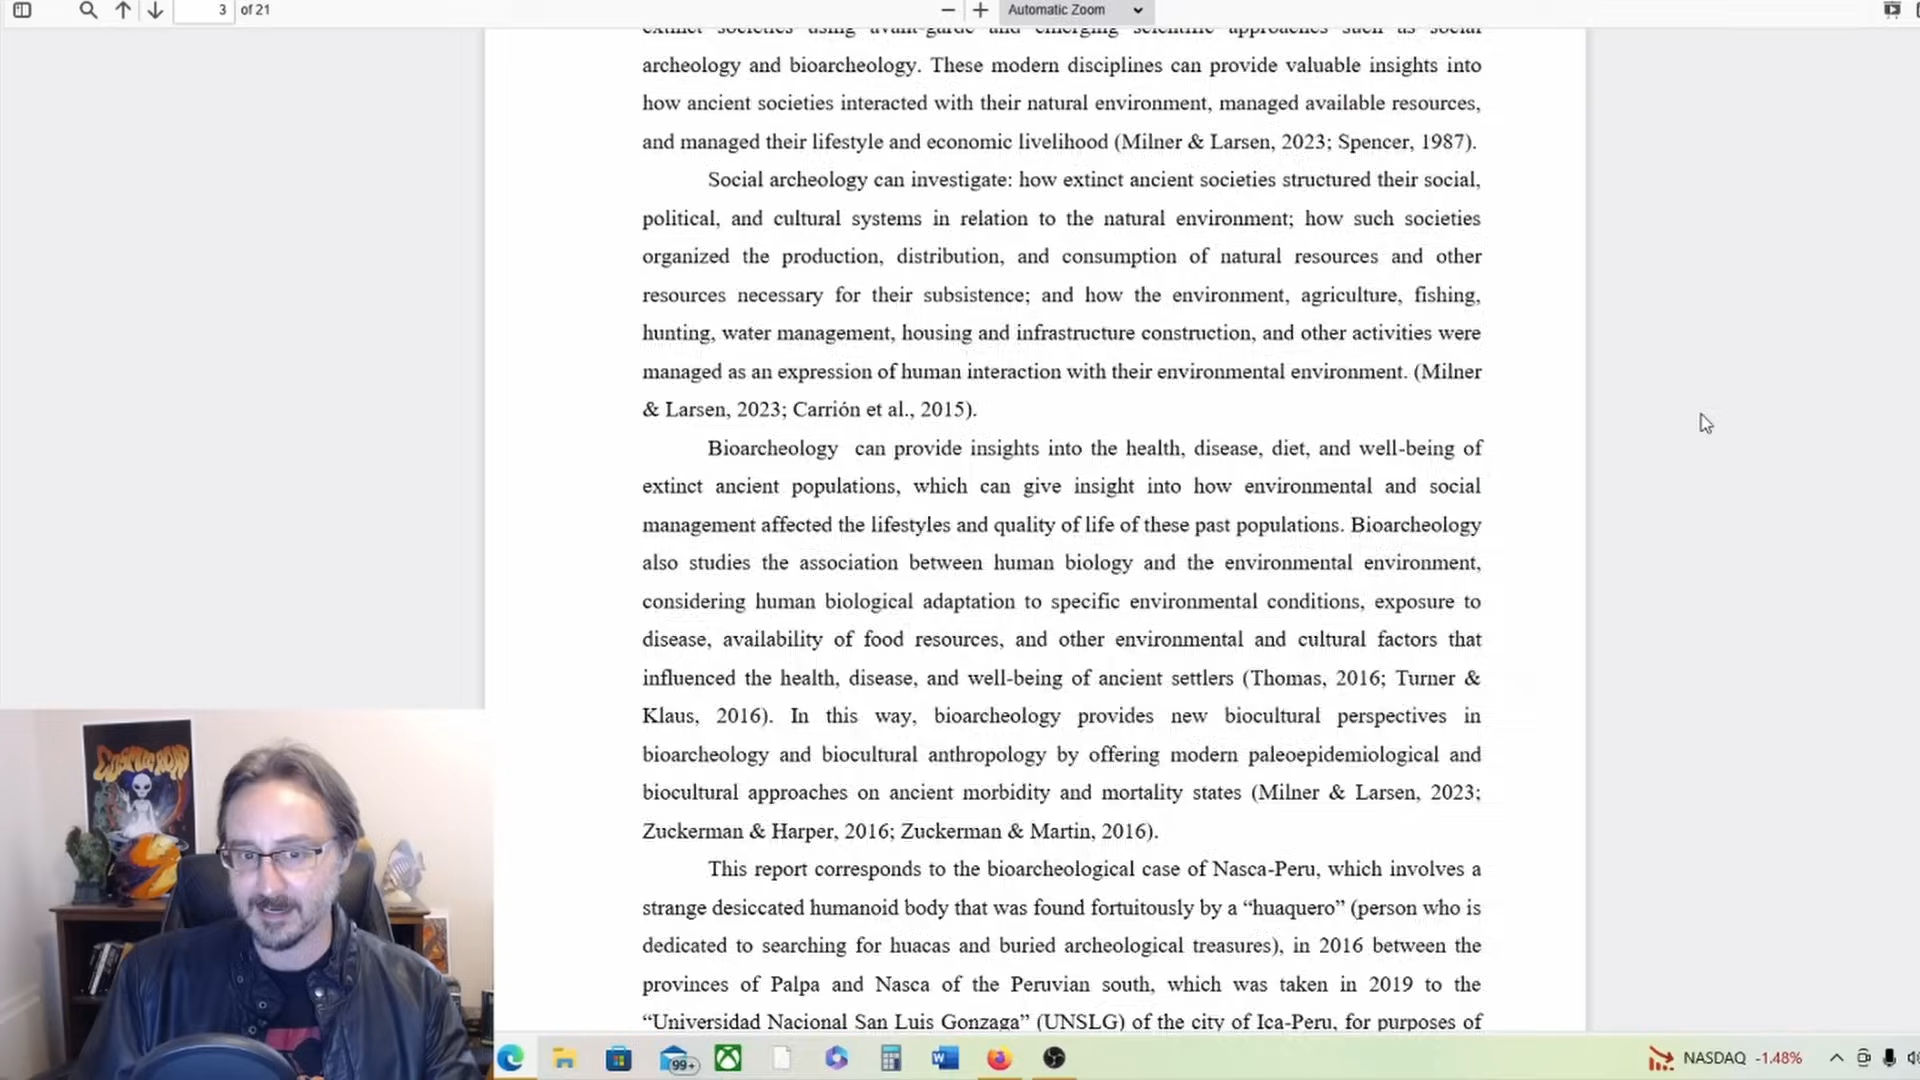 3 of 21
Automatic Zoom
extinct societies using avant-garde and emerging scientific approaches such as social
archeology and bioarcheology. These modern disciplines can provide valuable insights into
how ancient societies interacted with their natural environment, managed available resources,
and managed their lifestyle and economic livelihood (Milner & Larsen, 2023; Spencer, 1987).
Social archeology can investigate: how extinct ancient societies structured their social,
political, and cultural systems in relation to the natural environment; how such societies
organized the production, distribution, and consumption of natural resources and other
resources necessary for their subsistence; and how the environment, agriculture, fishing,
hunting, water management, housing and infrastructure construction, and other activities were
managed as an expression of human interaction with their environmental environment. (Milner
& Larsen, 2023; Carrión et al., 2015).
Bioarcheology can provide insights into the health, disease, diet, and well-being of
extinct ancient populations, which can give insight into how environmental and social
management affected the lifestyles and quality of life of these past populations. Bioarcheology
also studies the association between human biology and the environmental environment,
considering human biological adaptation to specific environmental conditions, exposure to
disease, availability of food resources, and other environmental and cultural factors that
influenced the health, disease, and well-being of ancient settlers (Thomas, 2016; Turner &
Klaus, 2016). In this way, bioarcheology provides new biocultural perspectives in
bioarcheology and biocultural anthropology by offering modern paleoepidemiological and
biocultural approaches on ancient morbidity and mortality states (Milner & Larsen, 2023;
Zuckerman & Harper, 2016; Zuckerman & Martin, 2016).
This report corresponds to the bioarcheological case of Nasca-Peru, which involves a
strange desiccated humanoid body that was found fortuitously by a “huaquero” (person who is
dedicated to searching for huacas and buried archeological treasures), in 2016 between the
provinces of Palpa and Nasca of the Peruvian south, which was taken in 2019 to the
“Universidad Nacional San Luis Gonzaga” (UNSLG) of the city of Ica-Peru, for purposes of
COSMIC ROAD
99+
NASDAQ -1.48%